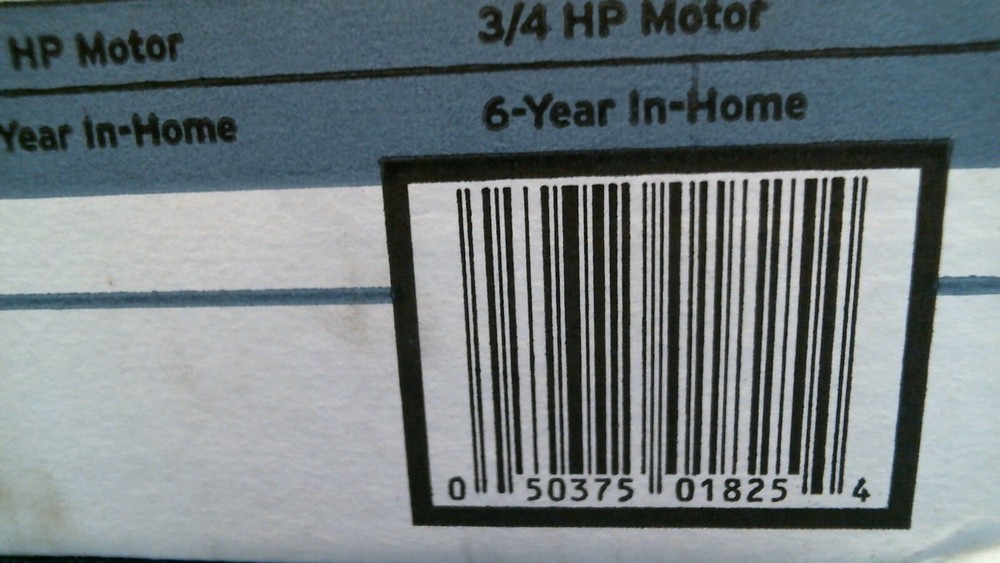 HP Motor 3/4 HP Motor
Year In-Home 6-Year In-Home
0 50375 01825 4